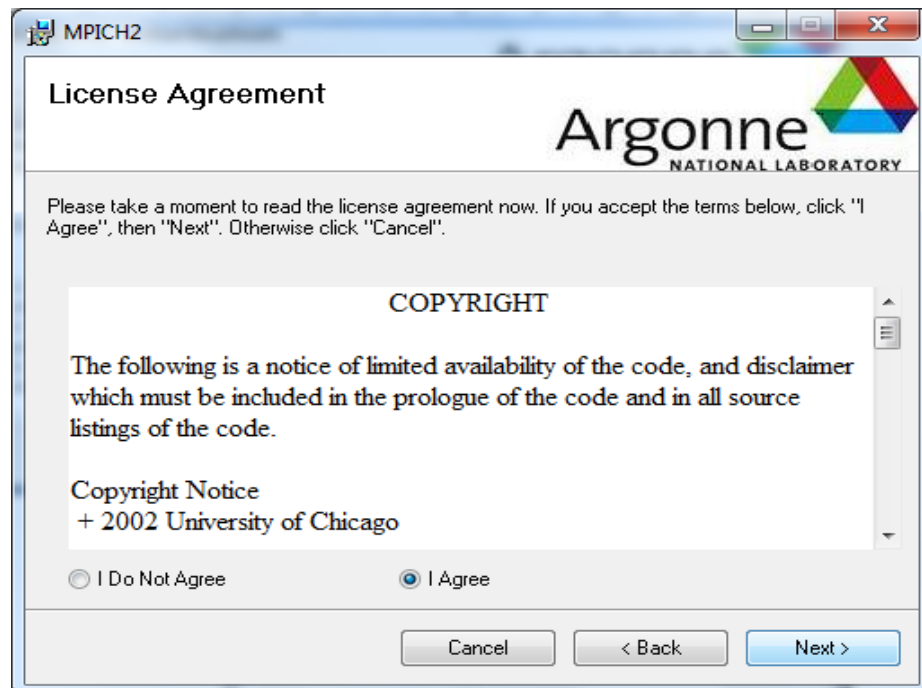 MPICH2
License Agreement
Argonne
NATIONAL LABORATORY
Please take a moment to read the license agreement now. If you accept the terms below, click "I
Agree", then "Next". Otherwise click "Cancel".
COPYRIGHT
The following is a notice of limited availability of the code, and disclaimer
which must be included in the prologue of the code and in all source
listings of the code.
Copyright Notice
+ 2002 University of Chicago
I Do Not Agree
I Agree
Cancel
< Back
Next >